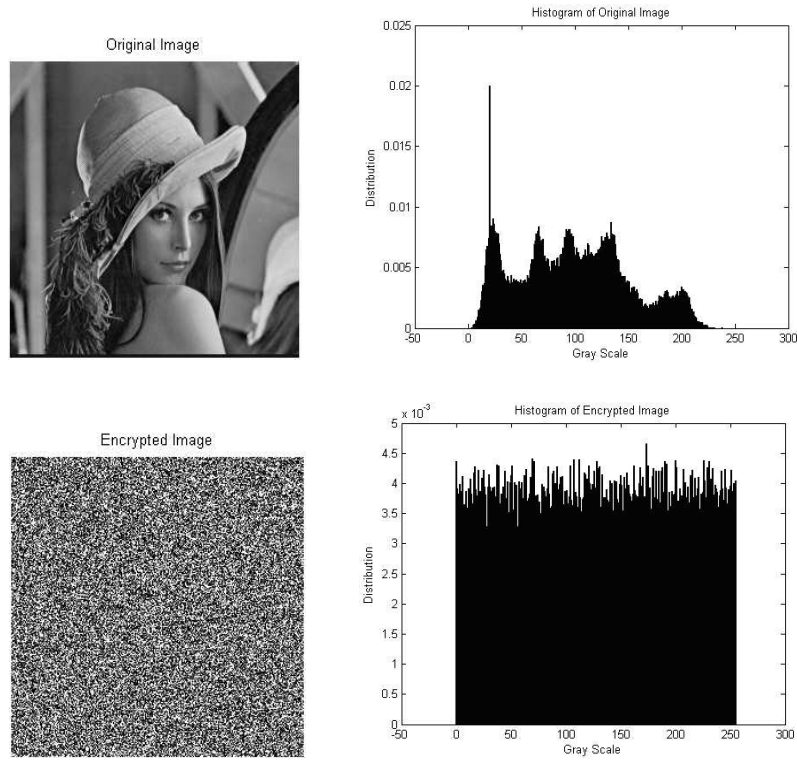 Original Image
Histogram of Original Image
0.025
0.02
0.015
0.01
0.005
0
Distribution
-50 0 50 100 150 200 250 300
Gray Scale
Encrypted Image
Histogram of Encrypted Image
x 10⁻³
5
4.5
4
3.5
3
2.5
2
1.5
1
0.5
0
Distribution
-50 0 50 100 150 200 250 300
Gray Scale